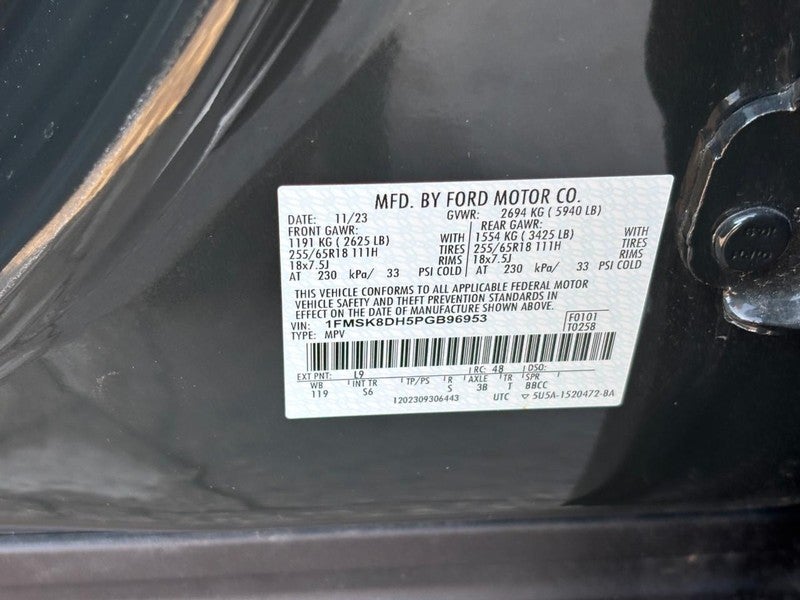 MFD. BY FORD MOTOR CO.
DATE: 11/23 GVWR: 2694 KG ( 5940 LB)
FRONT GAWR: REAR GAWR:
1191 KG ( 2625 LB) WITH 1554 KG ( 3425 LB) WITH
255/65R18 111H TIRES 255/65R18 111H TIRES
18x7.5J RIMS 18x7.5J RIMS
AT 230 kPa/ 33 PSI COLD AT 230 kPa/ 33 PSI COLD
THIS VEHICLE CONFORMS TO ALL APPLICABLE FEDERAL MOTOR
VEHICLE SAFETY AND THEFT PREVENTION STANDARDS IN
EFFECT ON THE DATE OF MANUFACTURE SHOWN ABOVE.
VIN: 1FMSK8DH5PGB96953 F0101
TYPE: MPV T0258
EXT PNT: L9 RC: 48 DSO:
WB INT TR TP/PS R AXLE TR SPR
119 S6 S 3B T BBCC
1202309306443 UTC ▽ 5U5A-1520472-BA